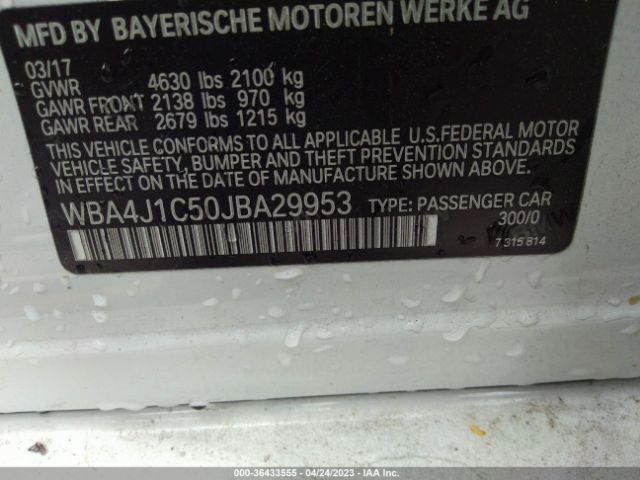 MFD BY BAYERISCHE MOTOREN WERKE AG
03/17
GVWR 4630 lbs 2100 kg
GAWR FRONT 2138 lbs 970 kg
GAWR REAR 2679 lbs 1215 kg
THIS VEHICLE CONFORMS TO ALL APPLICABLE U.S.FEDERAL MOTOR
VEHICLE SAFETY, BUMPER AND THEFT PREVENTION STANDARDS
IN EFFECT ON THE DATE OF MANUFACTURE SHOWN ABOVE.
WBA4J1C50JBA29953 TYPE: PASSENGER CAR
300/0
7 315 814
000-36433555 - 04/24/2023 - IAA Inc.